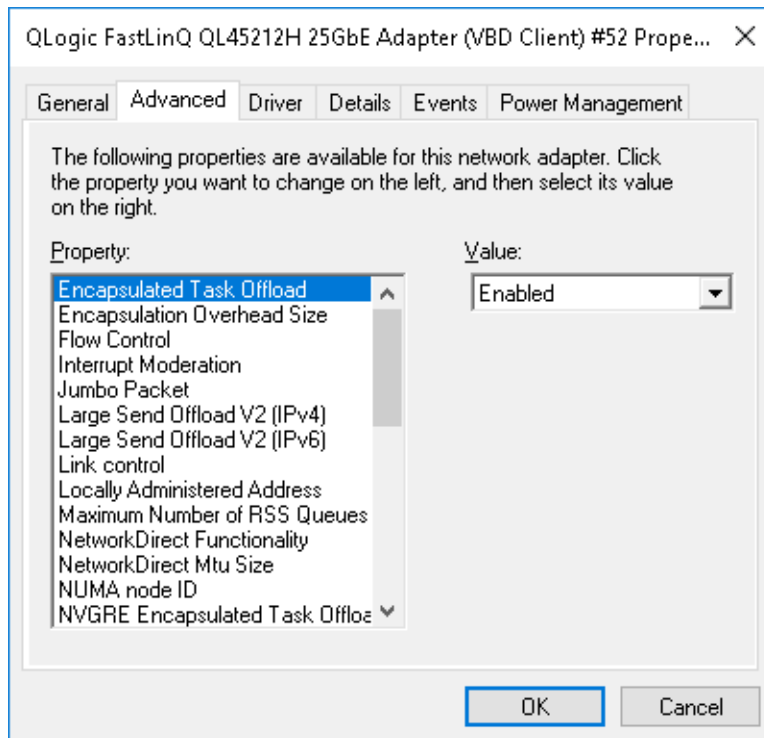 QLogic FastLinQ QL45212H 25GbE Adapter (VBD Client) #52 Prope...
General Advanced Driver Details Events Power Management
The following properties are available for this network adapter. Click
the property you want to change on the left, and then select its value
on the right.
Property:
Value:
Encapsulated Task Offload
Enabled
Encapsulation Overhead Size
Flow Control
Interrupt Moderation
Jumbo Packet
Large Send Offload V2 (IPv4)
Large Send Offload V2 (IPv6)
Link control
Locally Administered Address
Maximum Number of RSS Queues
NetworkDirect Functionality
NetworkDirect Mtu Size
NUMA node ID
NVGRE Encapsulated Task Offloa
OK
Cancel